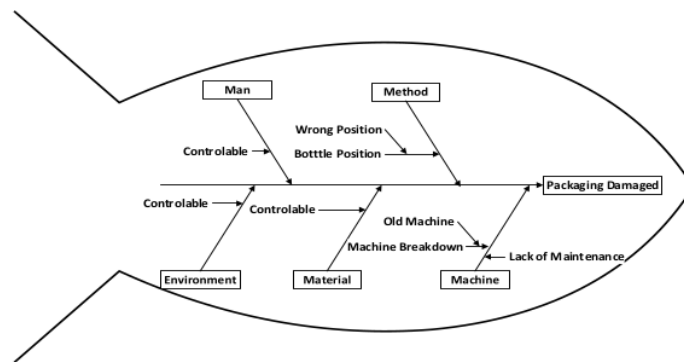 Man
Method
Wrong Position
Controlable
Botttle Position
Packaging Damaged
Controlable
Controlable
Old Machine
Machine Breakdown
Lack of Maintenance
Environment
Material
Machine